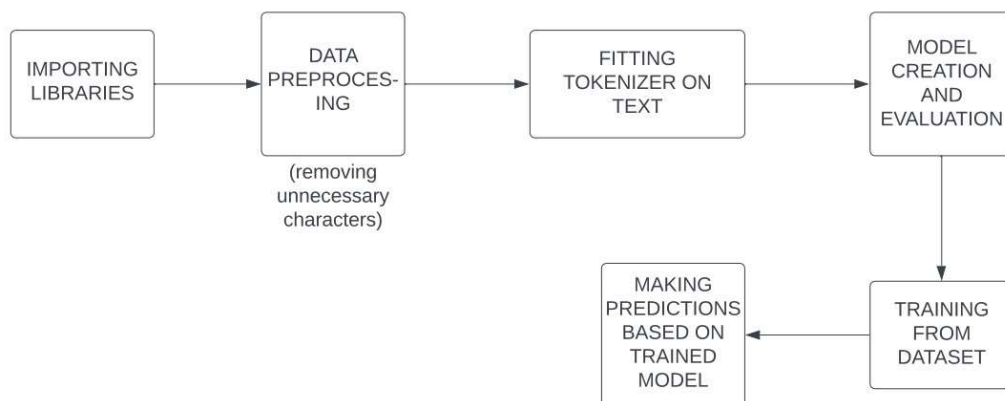 IMPORTING
LIBRARIES
DATA
PREPROCES-
ING
(removing
unnecessary
characters)
FITTING
TOKENIZER ON
TEXT
MODEL
CREATION
AND
EVALUATION
TRAINING
FROM
DATASET
MAKING
PREDICTIONS
BASED ON
TRAINED
MODEL